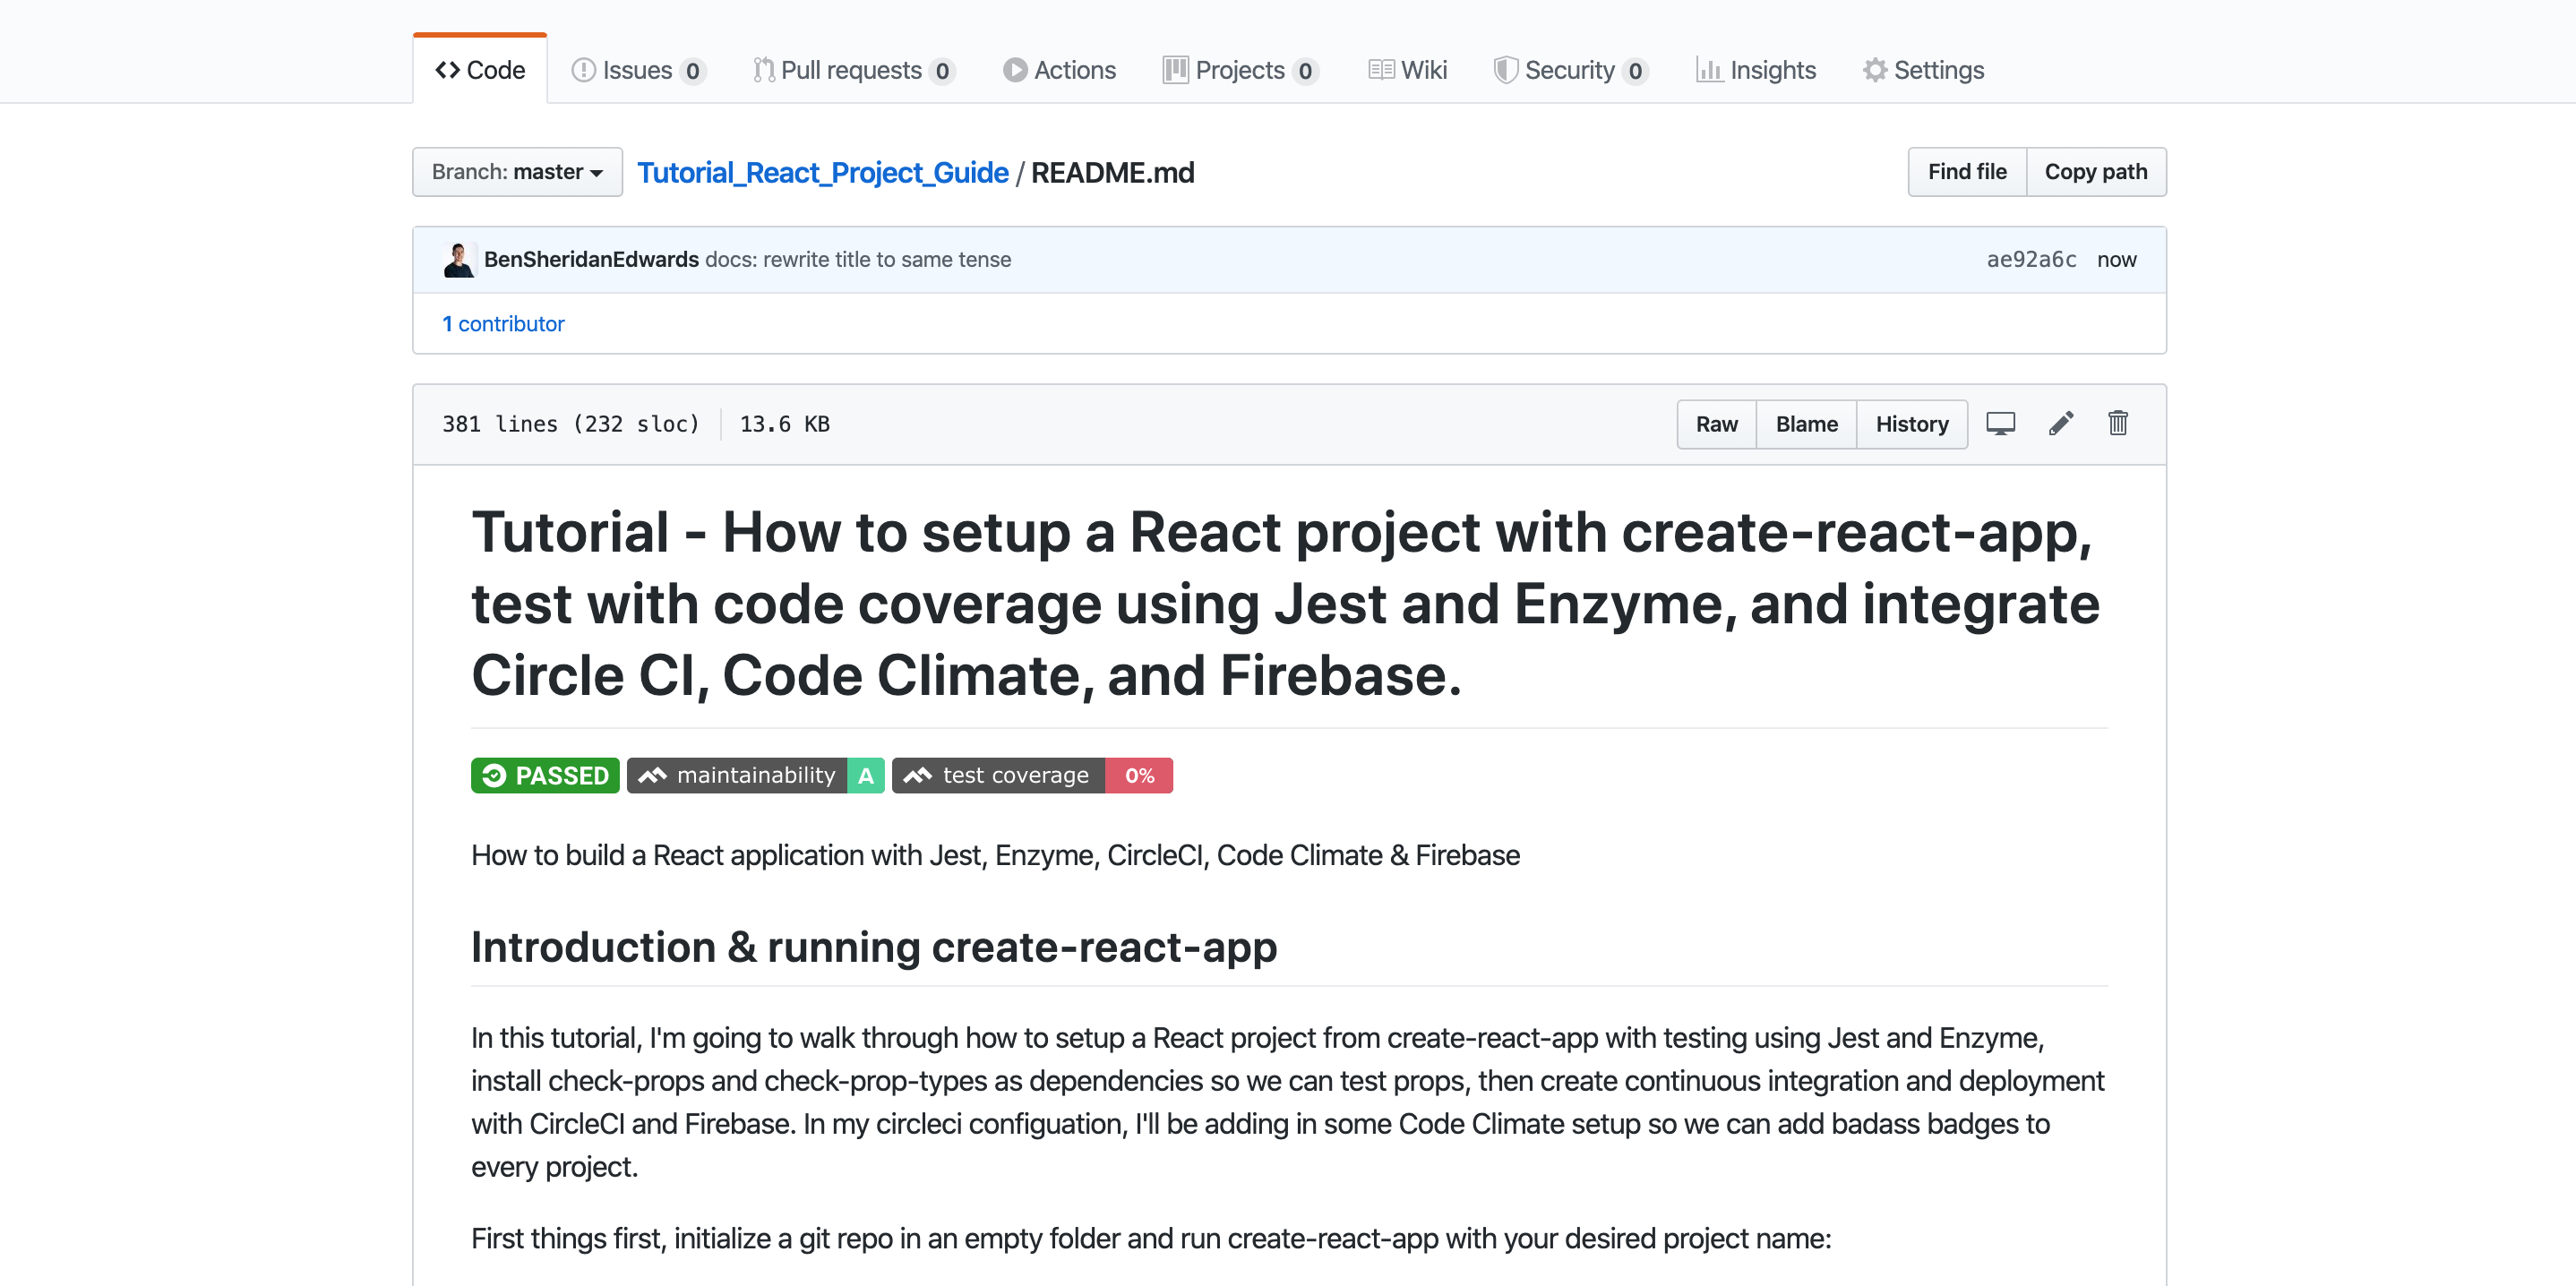 Code Issues 0 Pull requests 0 Actions Projects 0 Wiki Security 0 Insights Settings
Branch: master Tutorial_React_Project_Guide / README.md Find file Copy path
BenSheridanEdwards docs: rewrite title to same tense ae92a6c now
1 contributor
381 lines (232 sloc) 13.6 KB Raw Blame History
Tutorial - How to setup a React project with create-react-app,
test with code coverage using Jest and Enzyme, and integrate
Circle CI, Code Climate, and Firebase.
PASSED maintainability A test coverage 0%
How to build a React application with Jest, Enzyme, CircleCI, Code Climate & Firebase
Introduction & running create-react-app
In this tutorial, I'm going to walk through how to setup a React project from create-react-app with testing using Jest and Enzyme,
install check-props and check-prop-types as dependencies so we can test props, then create continuous integration and deployment
with CircleCI and Firebase. In my circleci configuation, I'll be adding in some Code Climate setup so we can add badass badges to
every project.
First things first, initialize a git repo in an empty folder and run create-react-app with your desired project name: